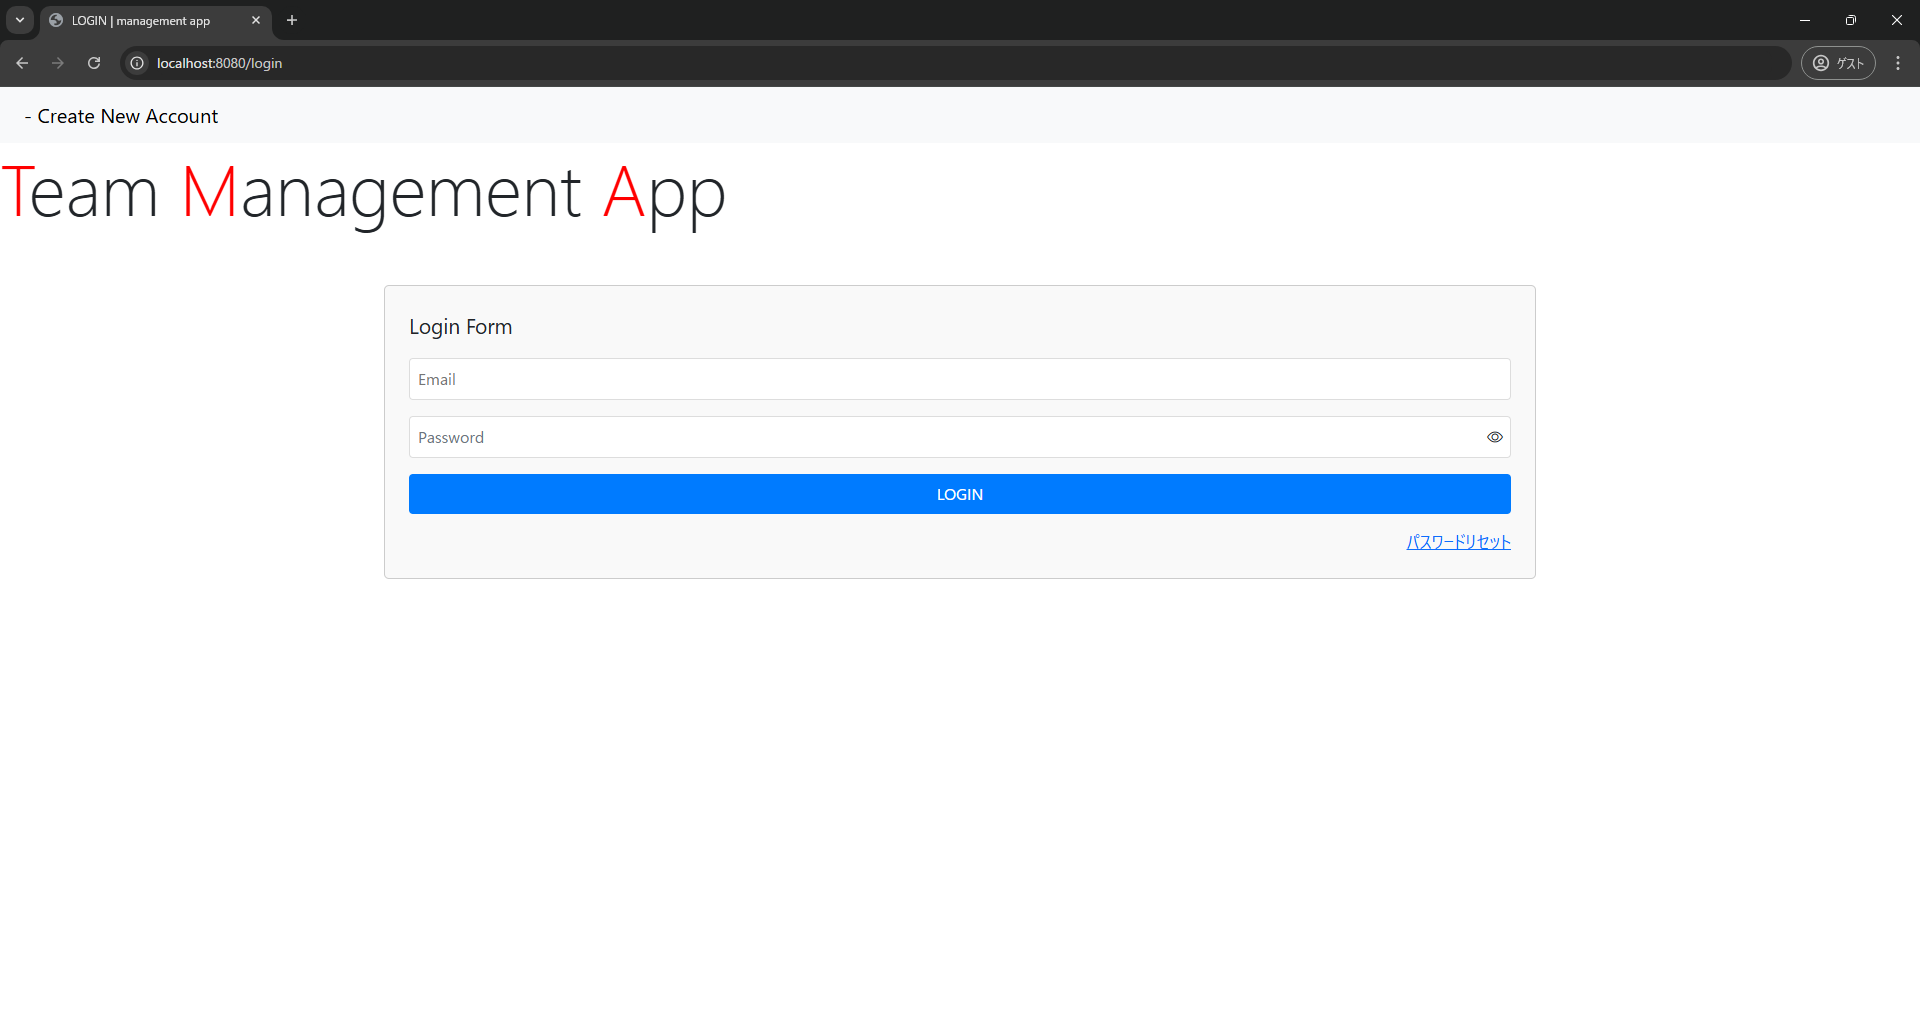 LOGIN | management app
localhost:8080/login
ゲスト
- Create New Account
Team Management App
Login Form
Email
Password
LOGIN
パスワードリセット